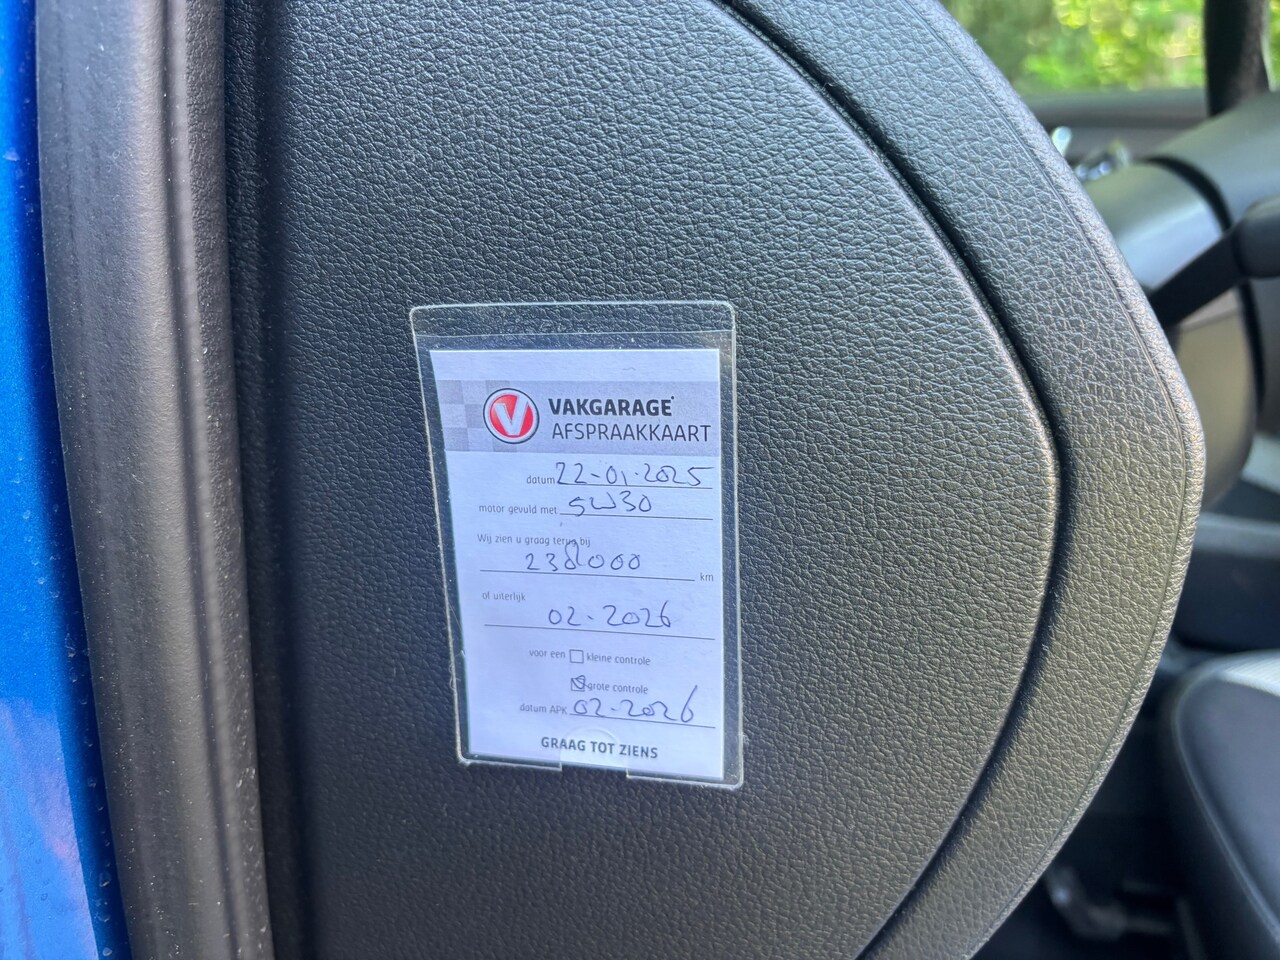 VAKGARAGE
AFSPRAAKKAART
datum 22-01-2025
motor gevuld met 5W30
Wij zien u graag terug bij
238000 km
of uiterlijk
02-2026
voor een kleine controle
grote controle
datum APK 02-2026
GRAAG TOT ZIENS